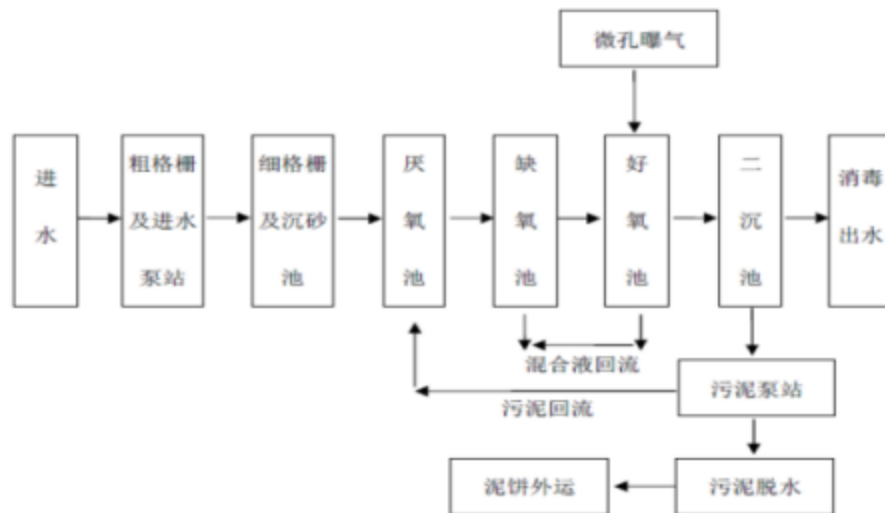 微孔曝气
进水
粗格栅及进水泵站
细格栅及沉砂池
厌氧池
缺氧池
好氧池
二沉池
消毒出水
混合液回流
污泥回流
污泥泵站
泥饼外运
污泥脱水